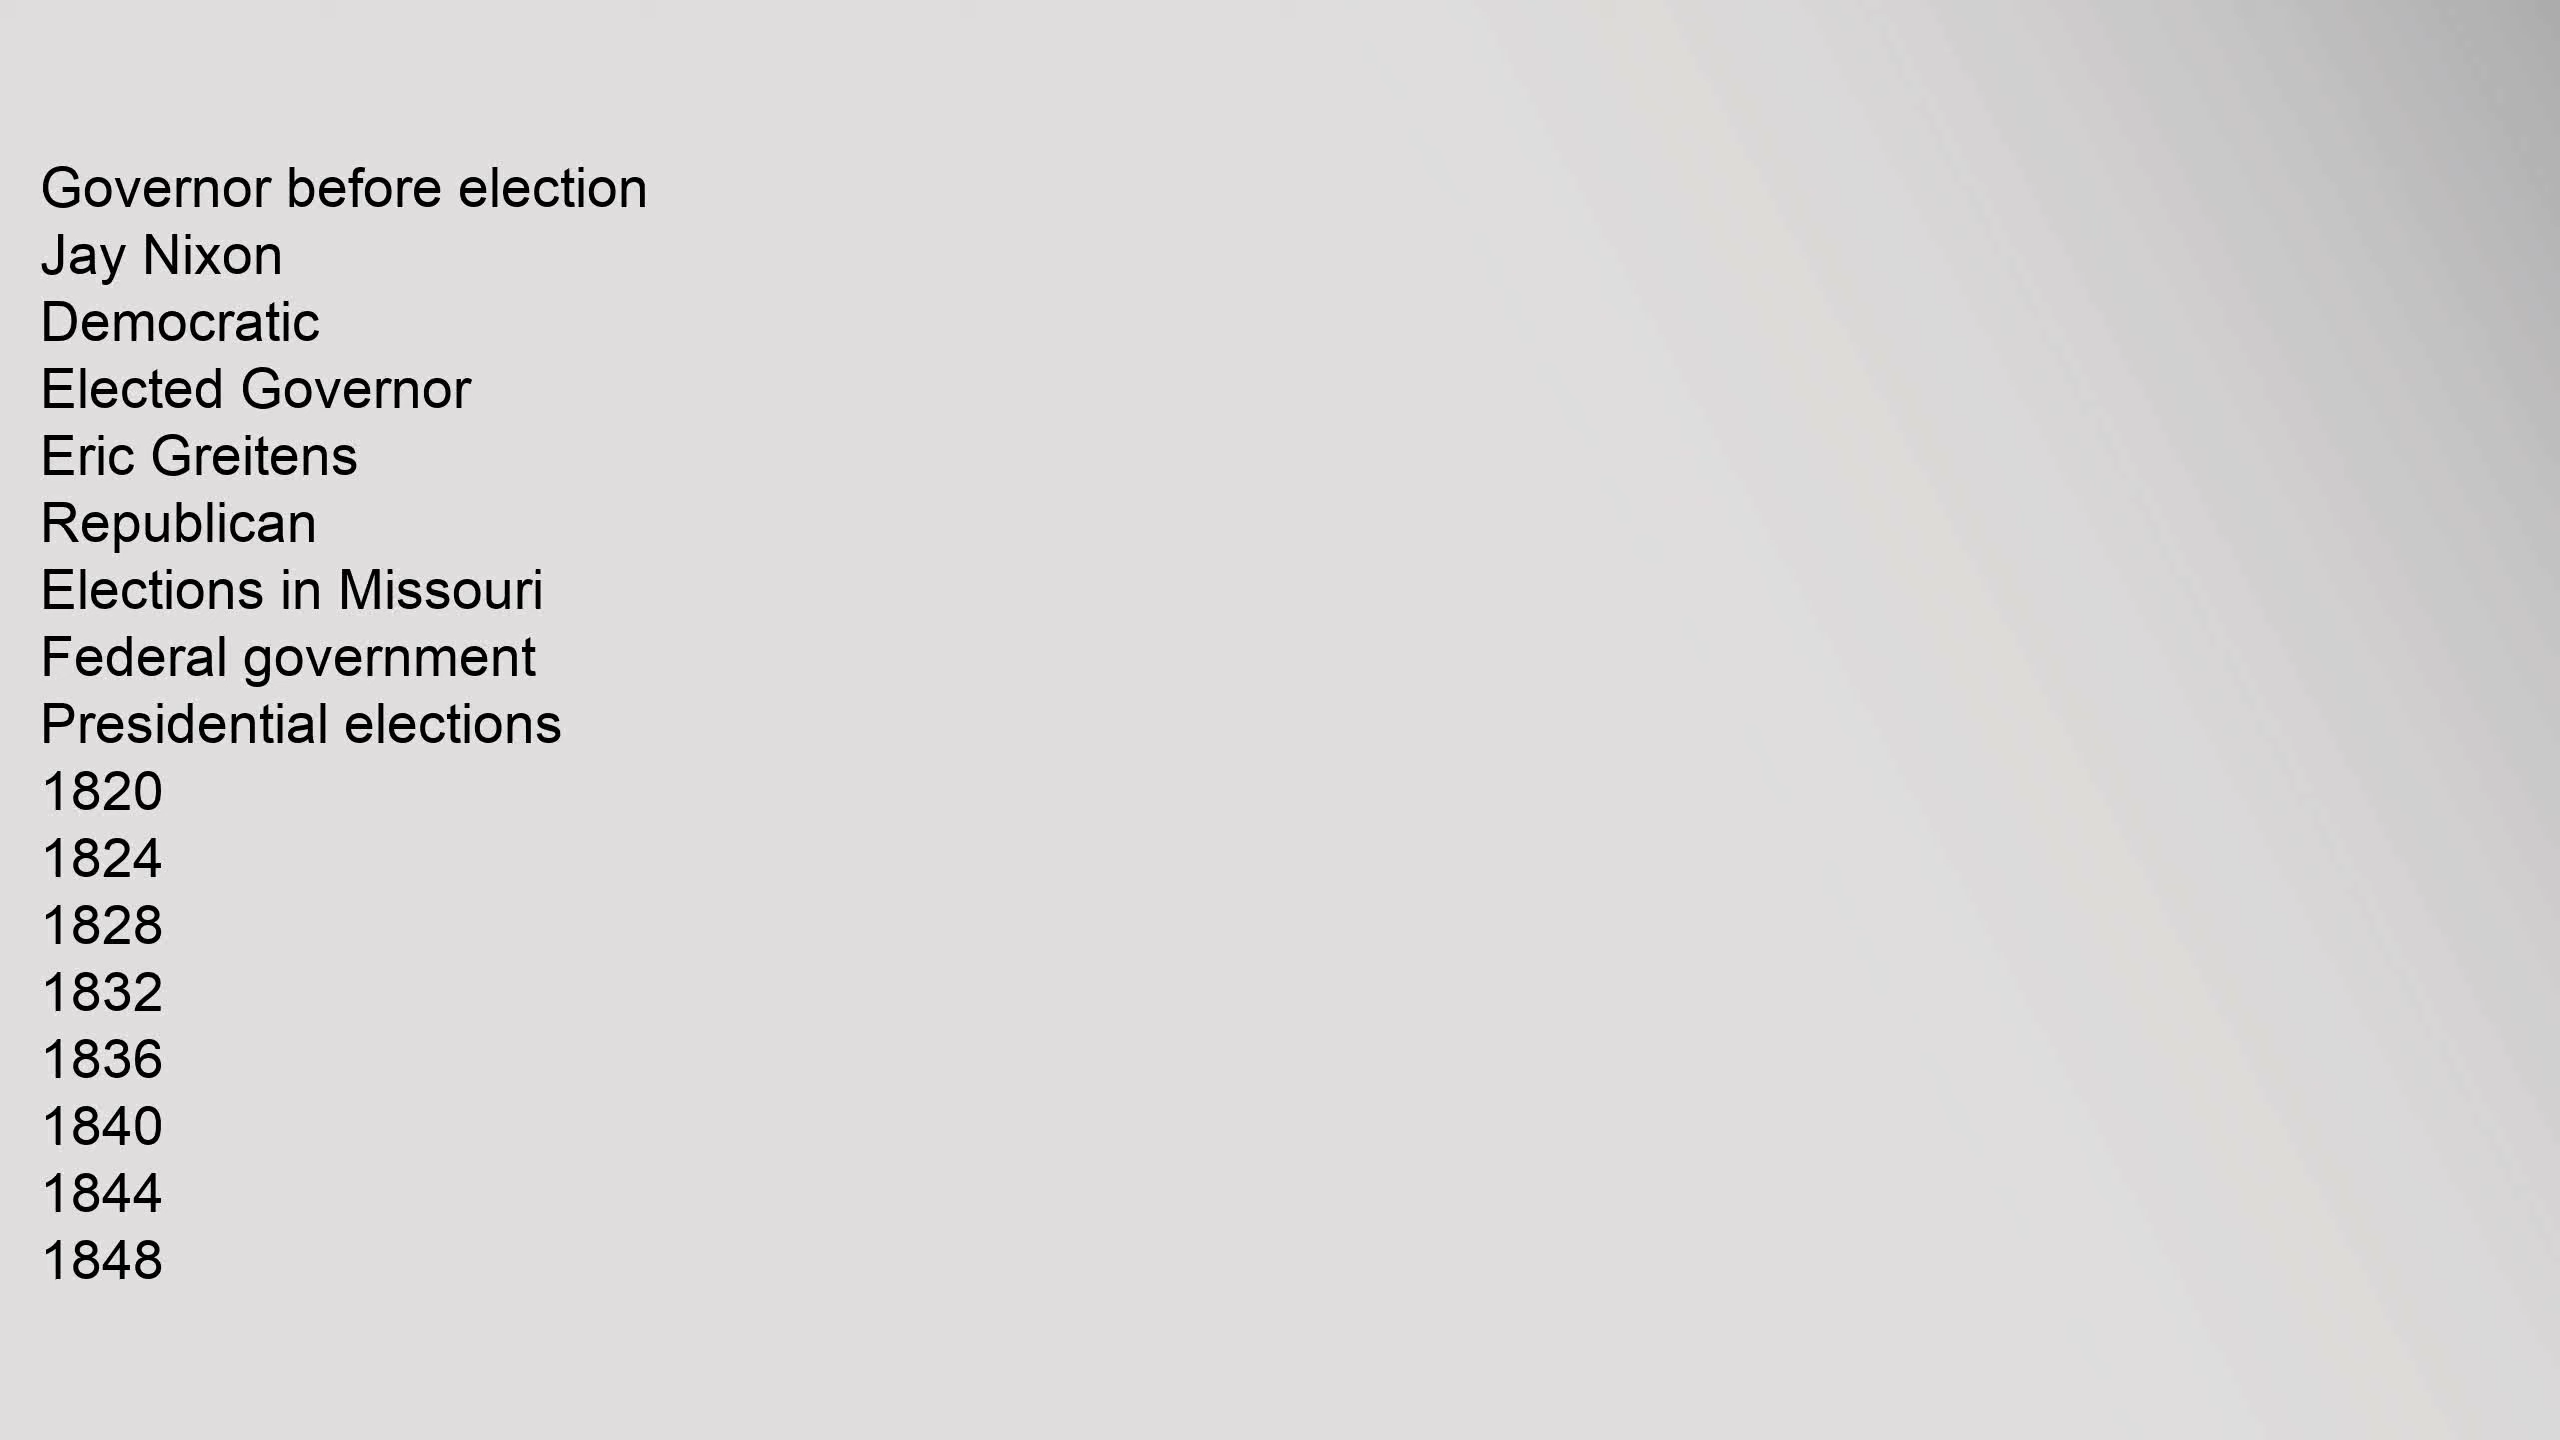 Governor before election
Jay Nixon
Democratic
Elected Governor
Eric Greitens
Republican
Elections in Missouri
Federal government
Presidential elections
1820
1824
1828
1832
1836
1840
1844
1848